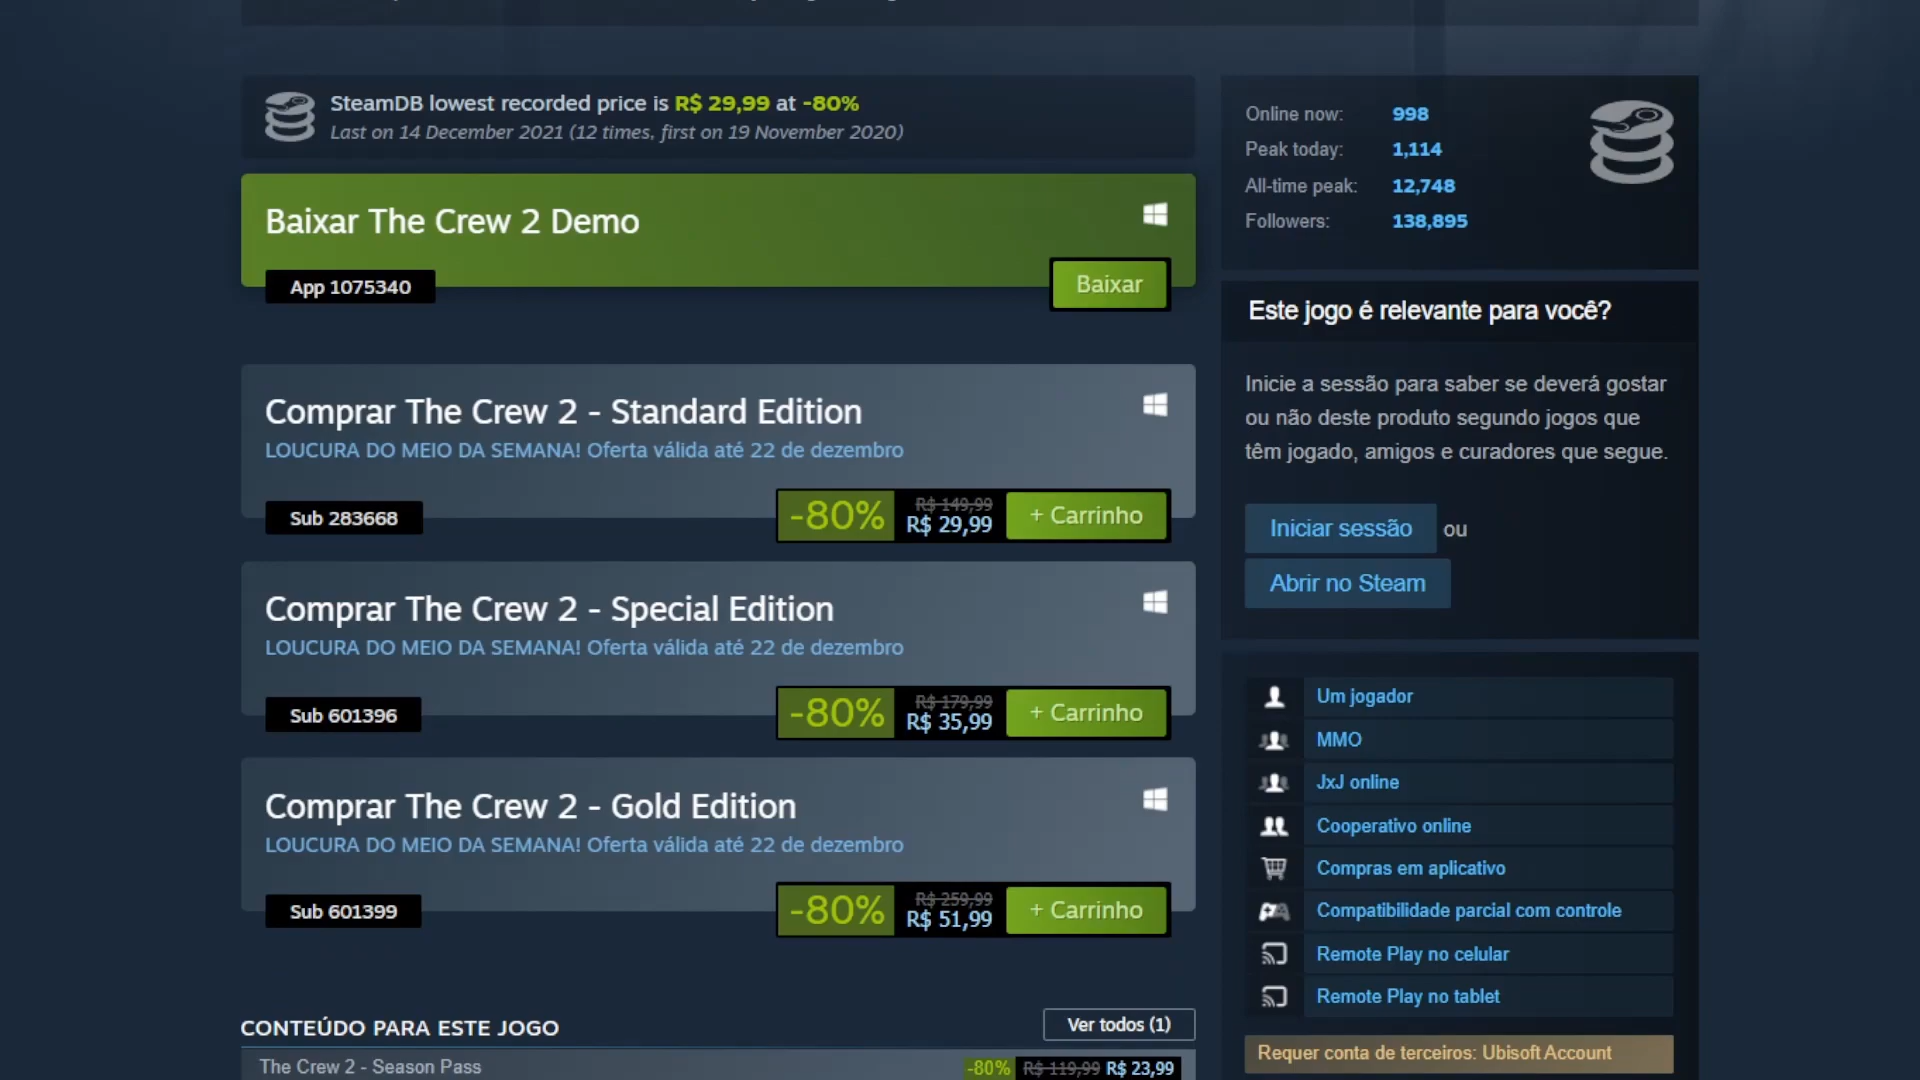 SteamDB lowest recorded price is R$ 29,99 at -80%
Last on 14 December 2021 (12 times, first on 19 November 2020)
Baixar The Crew 2 Demo
App 1075340
Baixar
Comprar The Crew 2 - Standard Edition
LOUCURA DO MEIO DA SEMANA! Oferta válida até 22 de dezembro
Sub 283668
-80%
R$ 149,99
R$ 29,99
+ Carrinho
Comprar The Crew 2 - Special Edition
LOUCURA DO MEIO DA SEMANA! Oferta válida até 22 de dezembro
Sub 601396
-80%
R$ 179,99
R$ 35,99
+ Carrinho
Comprar The Crew 2 - Gold Edition
LOUCURA DO MEIO DA SEMANA! Oferta válida até 22 de dezembro
Sub 601399
-80%
R$ 259,99
R$ 51,99
+ Carrinho
CONTEÚDO PARA ESTE JOGO
Ver todos (1)
The Crew 2 - Season Pass
-80% R$ 119,99 R$ 23,99
Online now: 998
Peak today: 1,114
All-time peak: 12,748
Followers: 138,895
Este jogo é relevante para você?
Inicie a sessão para saber se deverá gostar
ou não deste produto segundo jogos que
têm jogado, amigos e curadores que segue.
Iniciar sessão ou
Abrir no Steam
Um jogador
MMO
JxJ online
Cooperativo online
Compras em aplicativo
Compatibilidade parcial com controle
Remote Play no celular
Remote Play no tablet
Requer conta de terceiros: Ubisoft Account